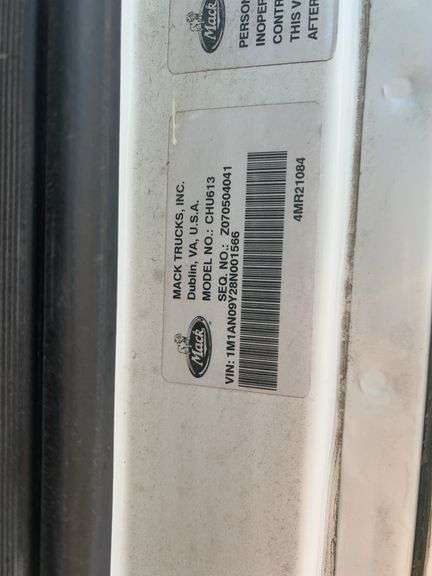 Mack
MACK TRUCKS, INC.
Dublin, VA, U.S.A.
MODEL NO.: CHU613
SEQ. NO.: Z070504041
VIN: 1M1AN09Y28N001566
4MR21084
Mack
PERSON
INOPER
CONTR
THIS V
AFTER